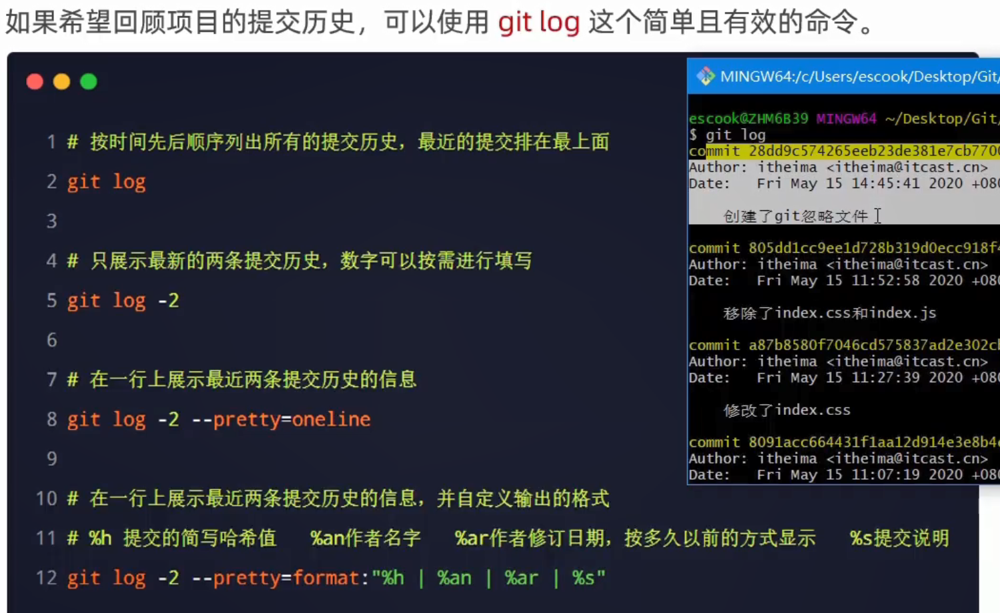 如果希望回顾项目的提交历史，可以使用 git log 这个简单且有效的命令。
1 # 按时间先后顺序列出所有的提交历史，最近的提交排在最上面
2 git log
3
4 # 只展示最新的两条提交历史，数字可以按需进行填写
5 git log -2
6
7 # 在一行上展示最近两条提交历史的信息
8 git log -2 --pretty=oneline
9
10 # 在一行上展示最近两条提交历史的信息，并自定义输出的格式
11 # %h 提交的简写哈希值 %an作者名字 %ar作者修订日期，按多久以前的方式显示 %s提交说明
12 git log -2 --pretty=format:"%h | %an | %ar | %s"
MINGW64:/c/Users/escook/Desktop/Git/
escook@ZHM6B39 MINGW64 ~/Desktop/Git/
$ git log
commit 28dd9c574265eeb23de381e7cb7700
Author: itheima <itheima@itcast.cn>
Date: Fri May 15 14:45:41 2020 +080
创建了git忽略文件
commit 805dd1cc9ee1d728b319d0ecc918f4
Author: itheima <itheima@itcast.cn>
Date: Fri May 15 11:52:58 2020 +080
移除了index.css和index.js
commit a87b8580f7046cd575837ad2e302cb
Author: itheima <itheima@itcast.cn>
Date: Fri May 15 11:27:39 2020 +080
修改了index.css
commit 8091acc664431f1aa12d914e3e8b4e
Author: itheima <itheima@itcast.cn>
Date: Fri May 15 11:07:19 2020 +080